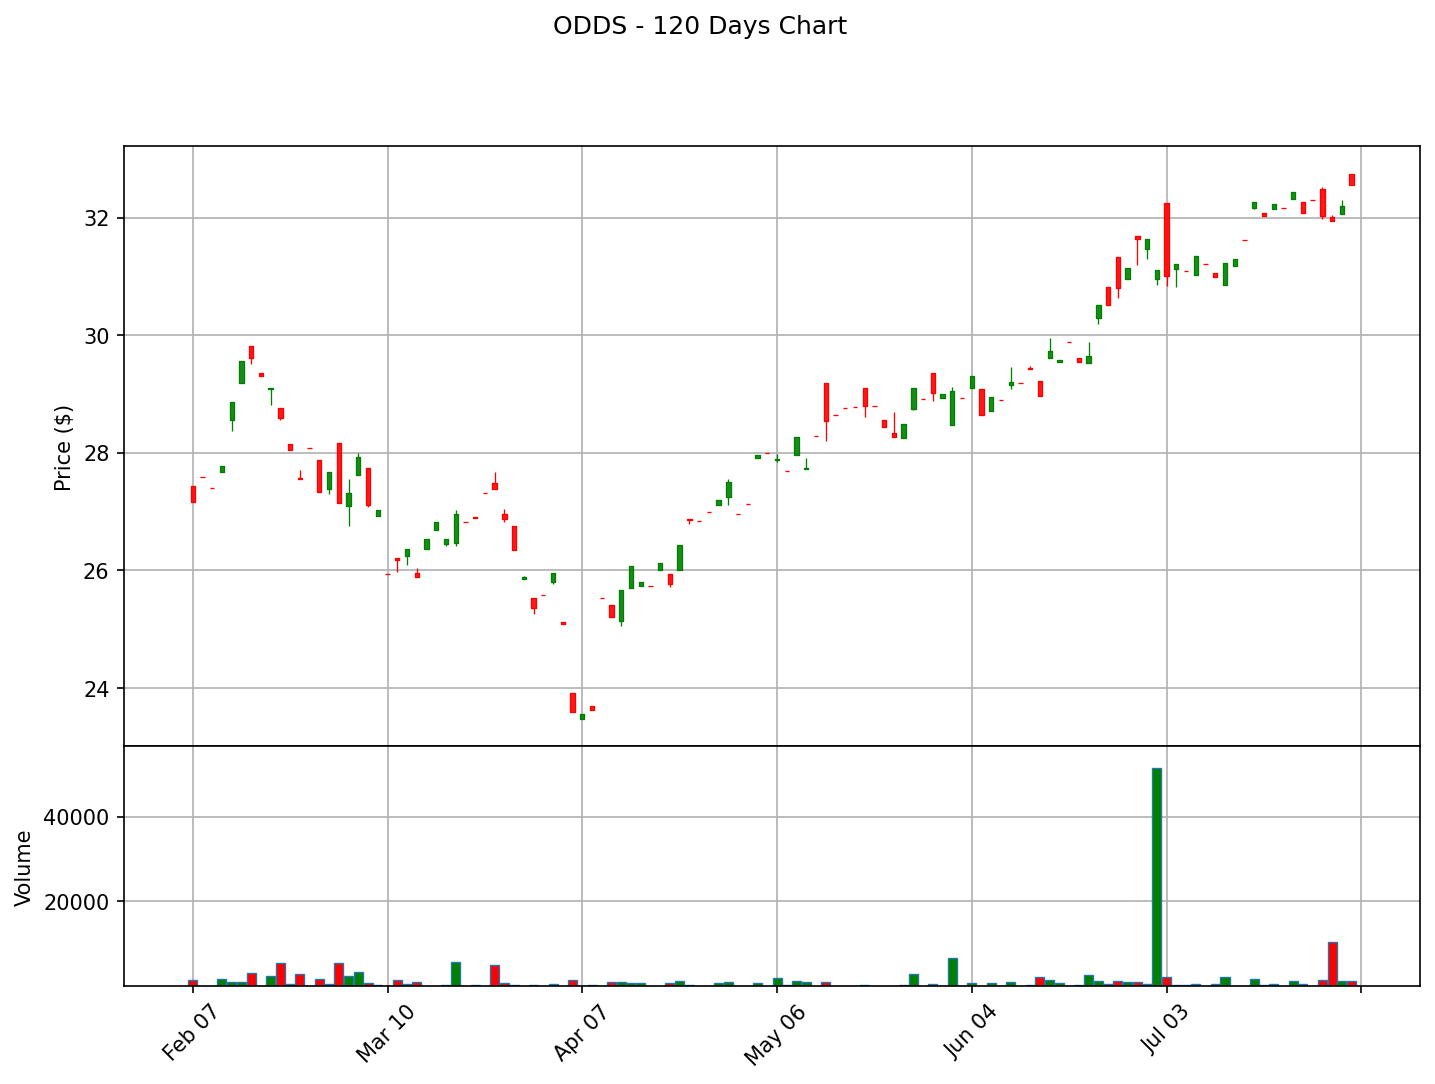 ODDS - 120 Days Chart
Price ($)
32
30
28
26
24
Volume
40000
20000
Feb 07
Mar 10
Apr 07
May 06
Jun 04
Jul 03